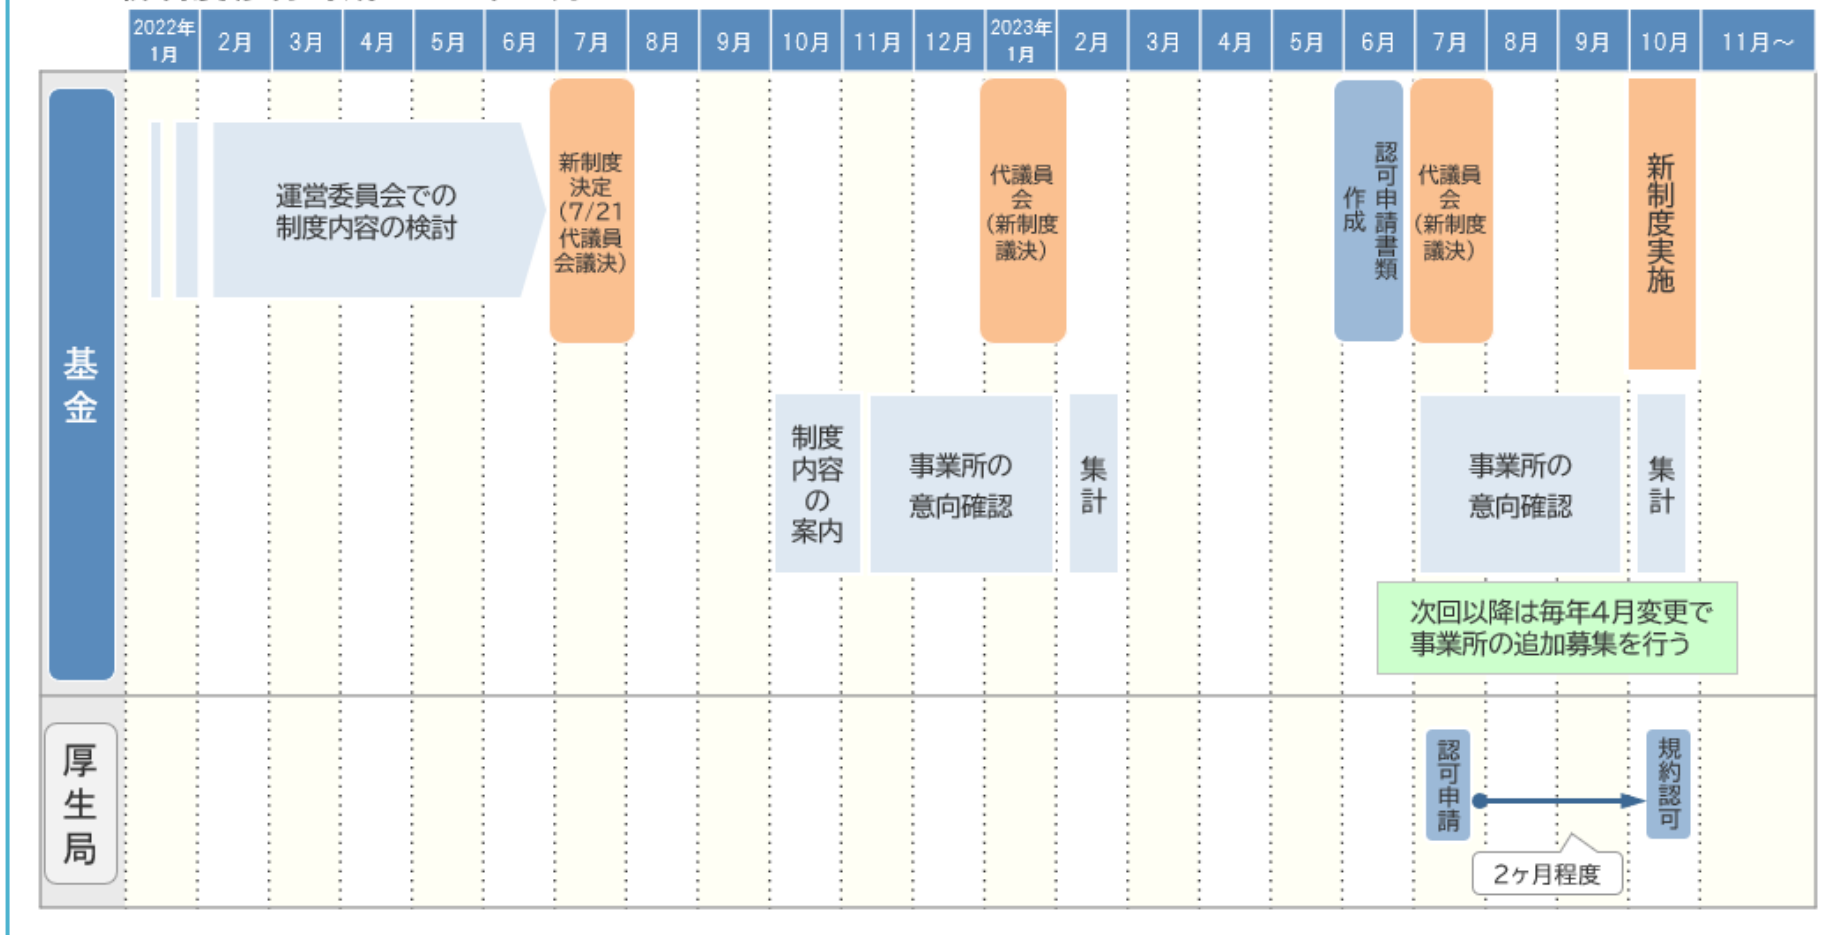 2022年
1月
2月
3月
4月
5月
6月
7月
8月
9月
10月
11月
12月
2023年
1月
2月
3月
4月
5月
6月
7月
8月
9月
10月
11月～
基金
運営委員会での
制度内容の検討
新制度
決定
(7/21
代議員
会議決)
代議員
会
(新制度
議決)
認可申請書類
作成
代議員
会
(新制度
議決)
新制度実施
制度
内容
の
案内
事業所の
意向確認
集計
事業所の
意向確認
集計
次回以降は毎年4月変更で
事業所の追加募集を行う
厚生局
認可申請
規約認可
2ヶ月程度